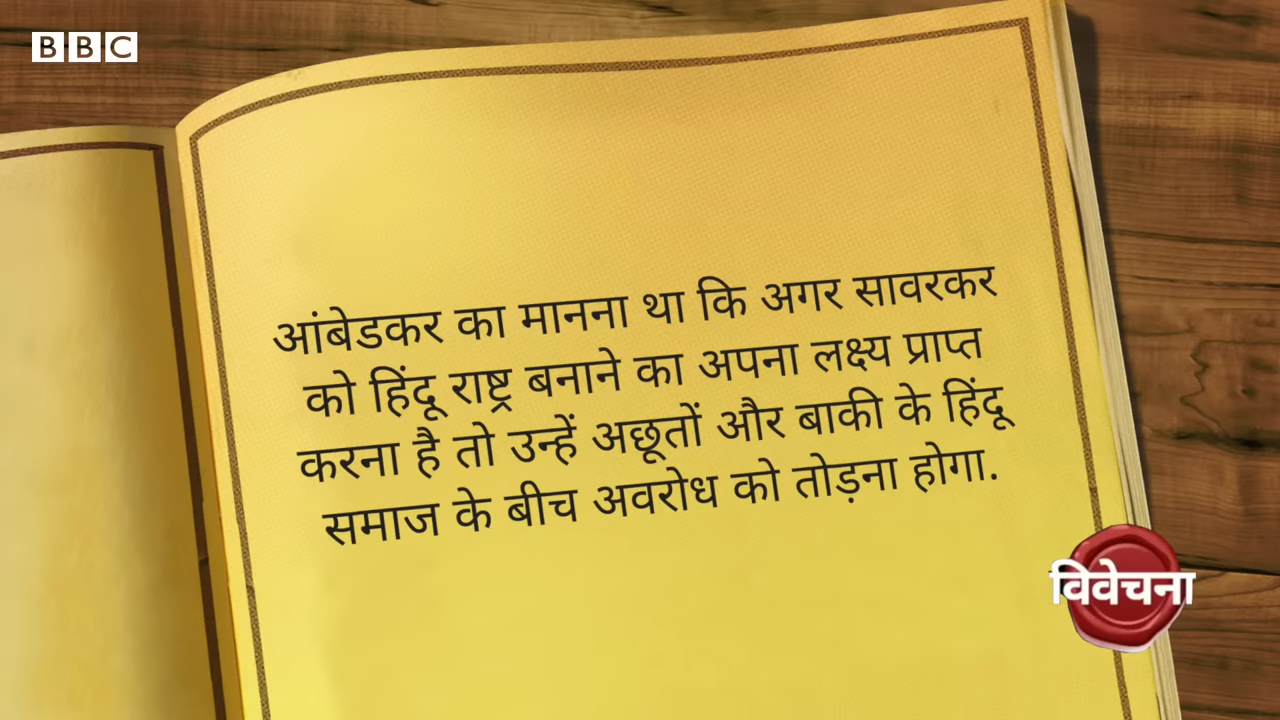 BBC
आंबेडकर का मानना था कि अगर सावरकर
को हिंदू राष्ट्र बनाने का अपना लक्ष्य प्राप्त
करना है तो उन्हें अछूतों और बाकी के हिंदू
समाज के बीच अवरोध को तोड़ना होगा.
विवेचना